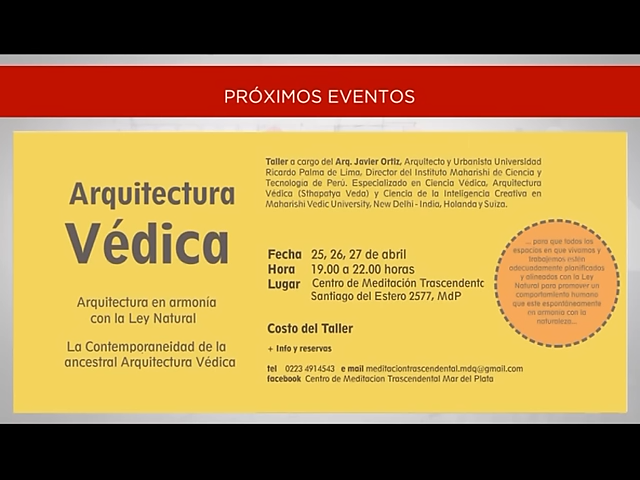 PRÓXIMOS EVENTOS
Arquitectura
Védica
Arquitectura en armonía
con la Ley Natural
La Contemporaneidad de la
ancestral Arquitectura Védica
Taller a cargo del Arq. Javier Ortiz, Arquitecto y Urbanista Universidad
Ricardo Palma de Lima, Director del Instituto Maharishi de Ciencia y
Tecnología de Perú. Especializado en Ciencia Védica, Arquitectura
Védica (Sthapatya Veda) y Ciencia de la Inteligencia Creativa en
Maharishi Vedic University, New Delhi - India, Holanda y Suiza.
Fecha 25, 26, 27 de abril
Hora 19.00 a 22.00 horas
Lugar Centro de Meditación Trascendenta
Santiago del Estero 2577, MdP
Costo del Taller
+ Info y reservas
tel 0223 4914543 e mail meditaciontrascendental.mdq@gmail.com
facebook Centro de Meditacion Trascendental Mar del Plata
... para que todos los
espacios en que vivamos y
trabajemos estén
adecuadamente planificados
y alineados con la Ley
Natural para promover un
comportamiento humano
que este espontáneamente
en armonía con la
naturaleza...